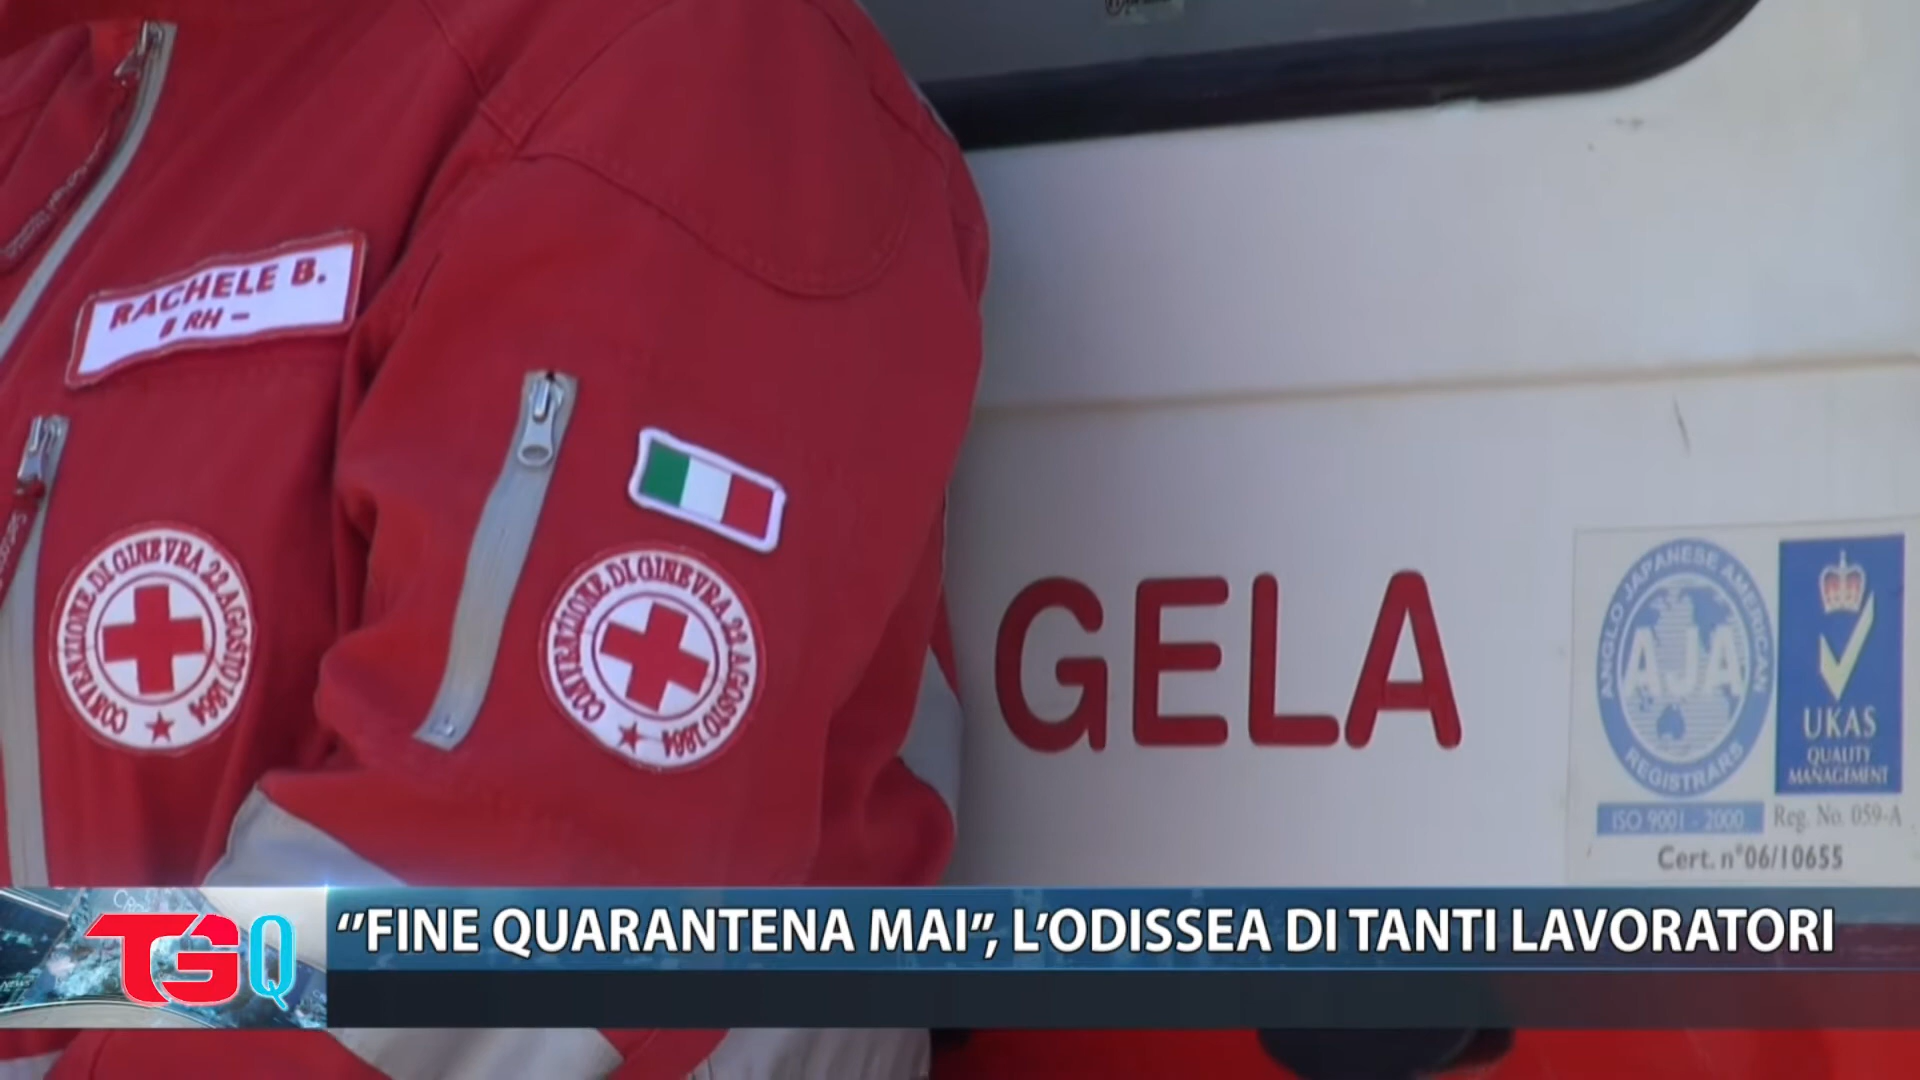 RACHELE B.
B RH -
CONVENZIONE DI GINEVRA 22 AGOSTO 1864
CONVENZIONE DI GINEVRA 22 AGOSTO 1864
GELA
ANGLO JAPANESE AMERICAN
AJA
REGISTRARS
ISO 9001 - 2000
UKAS
QUALITY
MANAGEMENT
Reg. No. 059-A
Cert. n°06/10655
TGQ
‘‘FINE QUARANTENA MAI”, L’ODISSEA DI TANTI LAVORATORI